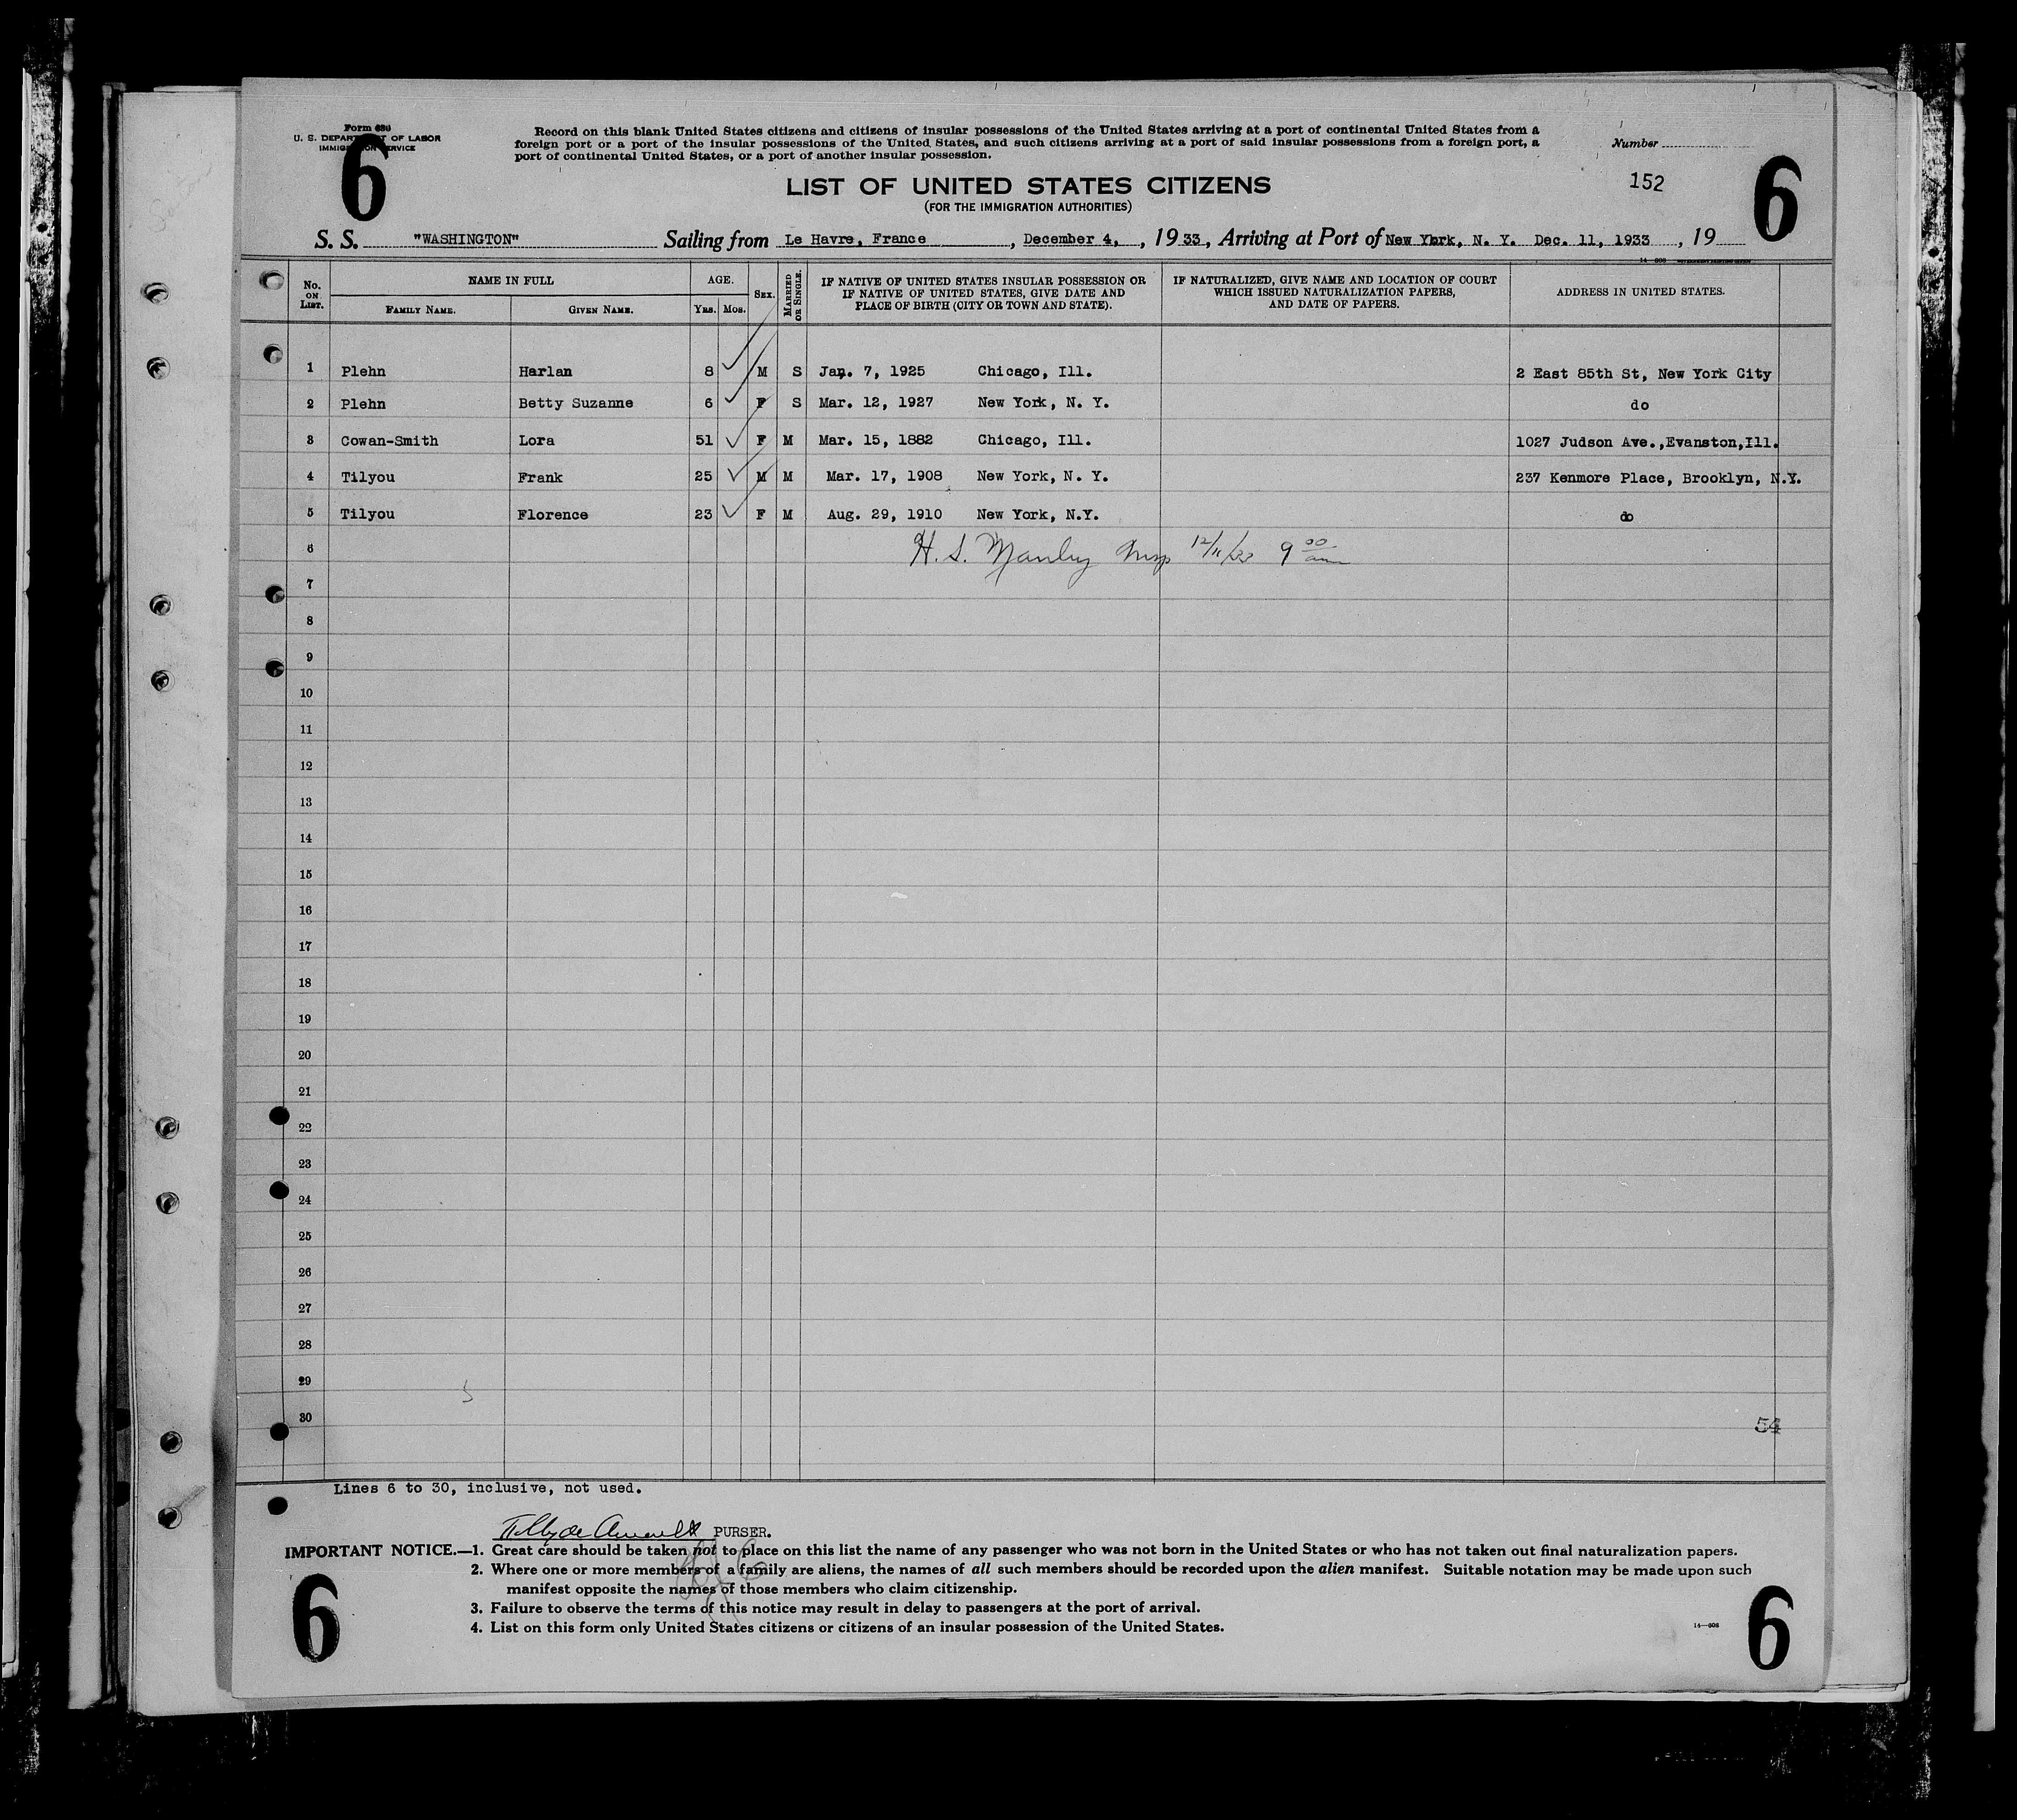 Form 630
U. S. DEPARTMENT OF LABOR
IMMIGRATION SERVICE
6
Record on this blank United States citizens and citizens of insular possessions of the United States arriving at a port of continental United States from a
foreign port or a port of the insular possessions of the United States, and such citizens arriving at a port of said insular possessions from a foreign port, a
port of continental United States, or a port of another insular possession.
Number
152
6
LIST OF UNITED STATES CITIZENS
(FOR THE IMMIGRATION AUTHORITIES)
S. S. "WASHINGTON" Sailing from Le Havre, France, December 4, , 1933, Arriving at Port of New York, N. Y. Dec. 11, 1933, 19
No. ON LIST. NAME IN FULL AGE. SEX. MARRIED OR SINGLE. IF NATIVE OF UNITED STATES INSULAR POSSESSION OR IF NATIVE OF UNITED STATES, GIVE DATE AND PLACE OF BIRTH (CITY OR TOWN AND STATE). IF NATURALIZED, GIVE NAME AND LOCATION OF COURT WHICH ISSUED NATURALIZATION PAPERS, AND DATE OF PAPERS. ADDRESS IN UNITED STATES.
FAMILY NAME. GIVEN NAME. YRS. MOS.
1 Plehn Harlan 8 M S Jan. 7, 1925 Chicago, Ill. 2 East 85th St, New York City
2 Plehn Betty Suzanne 6 F S Mar. 12, 1927 New York, N. Y. do
3 Cowan-Smith Lora 51 F M Mar. 15, 1882 Chicago, Ill. 1027 Judson Ave.,Evanston,Ill.
4 Tilyou Frank 25 M M Mar. 17, 1908 New York, N. Y. 237 Kenmore Place, Brooklyn, N.Y.
5 Tilyou Florence 23 F M Aug. 29, 1910 New York, N.Y. do
6 H. S. Manley Insp 12/11/33 9 00 am
7
8
9
10
11
12
13
14
15
16
17
18
19
20
21
22
23
24
25
26
27
28
29
30
54
Lines 6 to 30, inclusive, not used.
PURSER.
IMPORTANT NOTICE.—1. Great care should be taken not to place on this list the name of any passenger who was not born in the United States or who has not taken out final naturalization papers.
2. Where one or more members of a family are aliens, the names of all such members should be recorded upon the alien manifest. Suitable notation may be made upon such
manifest opposite the names of those members who claim citizenship.
3. Failure to observe the terms of this notice may result in delay to passengers at the port of arrival.
4. List on this form only United States citizens or citizens of an insular possession of the United States.
14—608
6
6